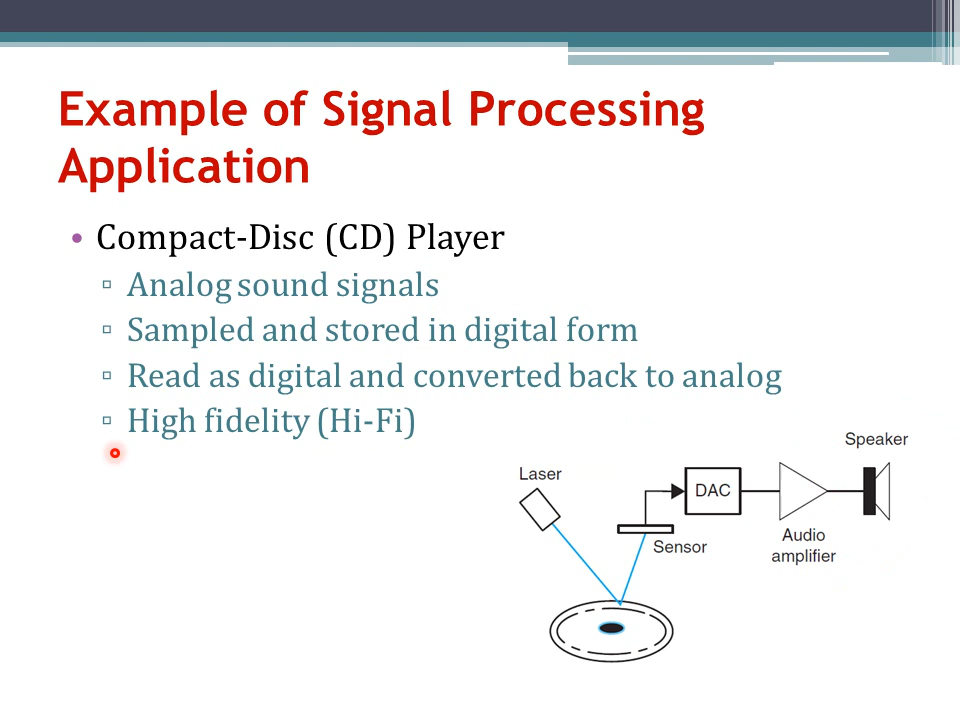 Example of Signal Processing
Application
• Compact-Disc (CD) Player
▫ Analog sound signals
▫ Sampled and stored in digital form
▫ Read as digital and converted back to analog
▫ High fidelity (Hi-Fi)
Speaker
Laser
DAC
Sensor
Audio
amplifier